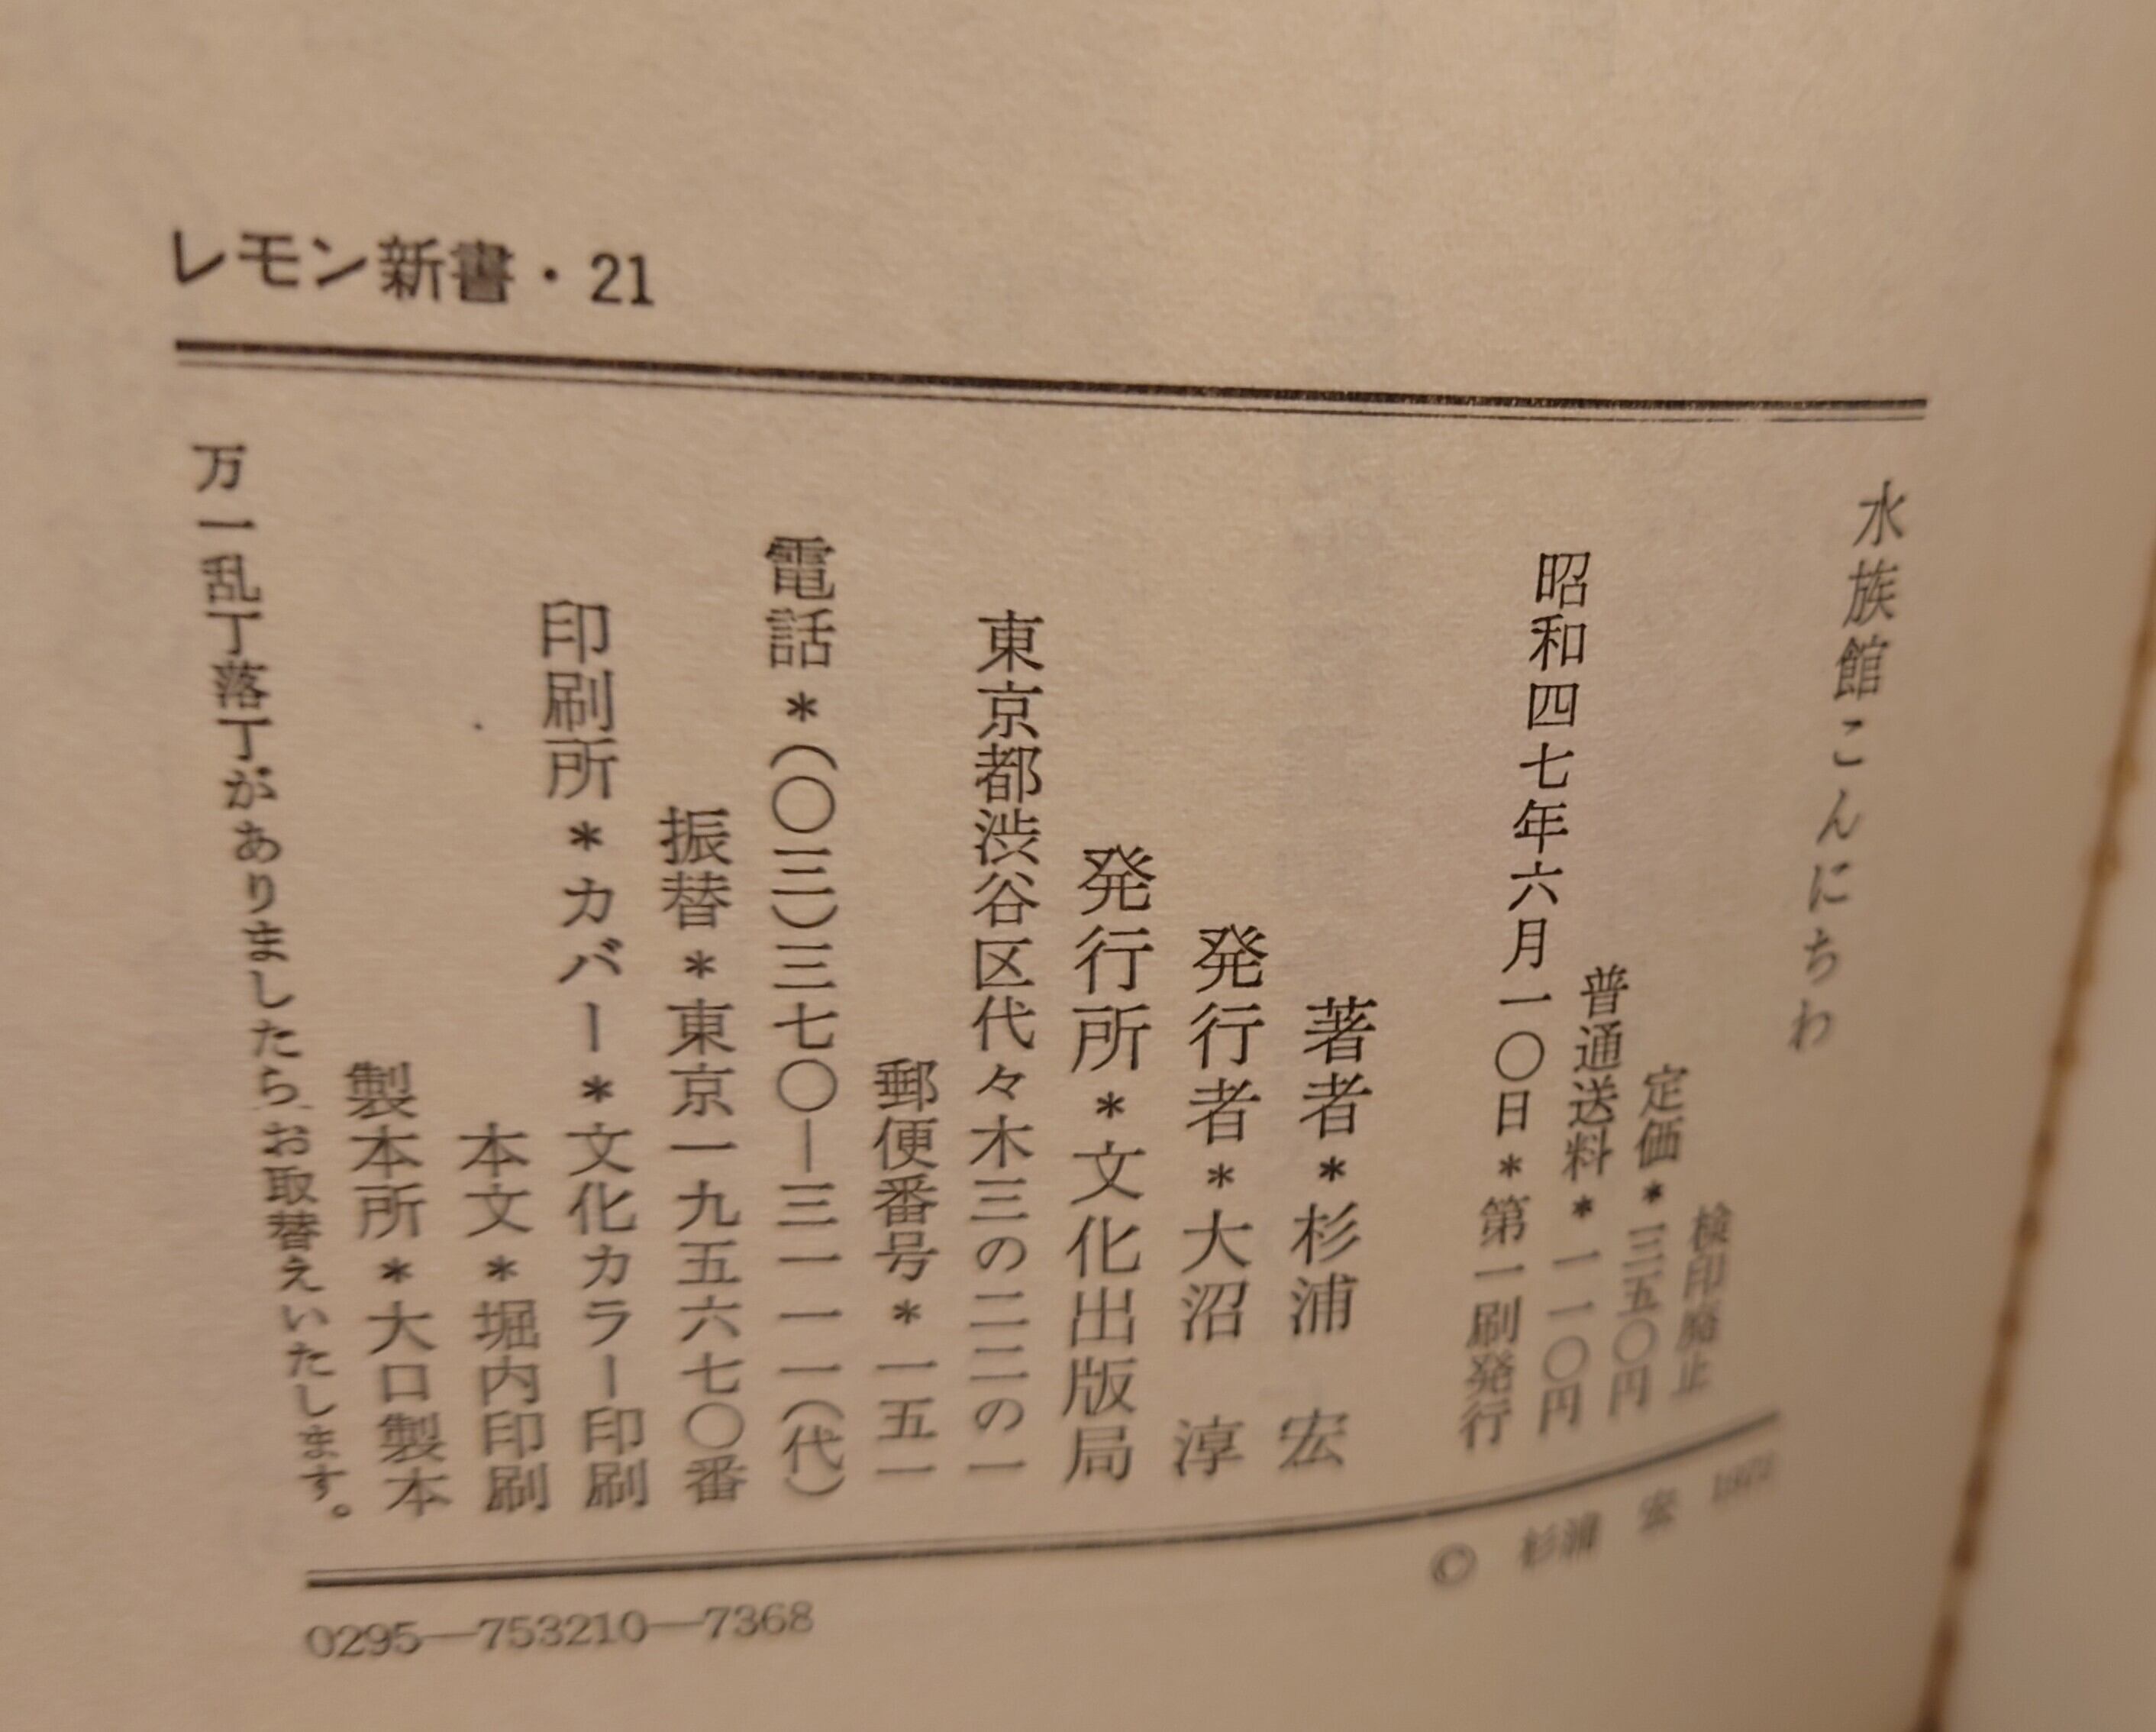 レモン新書・21
水族館こんにちわ
検印廃止
定価*三五〇円
普通送料*一一〇円
昭和四七年六月一〇日*第一刷発行
著者*杉浦 宏
発行者*大沼 淳
発行所*文化出版局
東京都渋谷区代々木三の二二の一
郵便番号*一五一
電話*(〇三)三七〇―三一一一(代)
振替*東京一九五六七〇番
印刷所*カバー*文化カラー印刷
本文*堀内印刷
製本所*大口製本
万一乱丁落丁がありましたら、お取替えいたします。
© 杉浦 宏 1972
0295―753210―7368